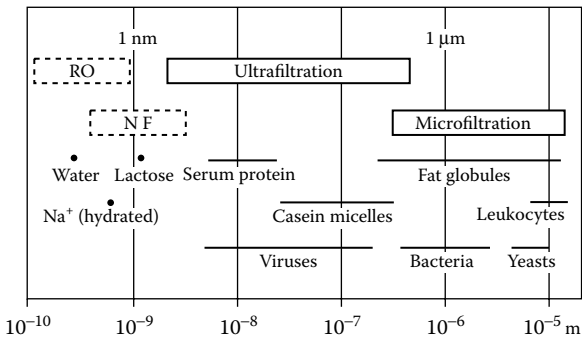 1 nm 1 μm
RO Ultrafiltration
N F Microfiltration
Water Lactose Serum protein Fat globules
Na⁺ (hydrated) Casein micelles Leukocytes
Viruses Bacteria Yeasts
10⁻¹⁰ 10⁻⁹ 10⁻⁸ 10⁻⁷ 10⁻⁶ 10⁻⁵ m